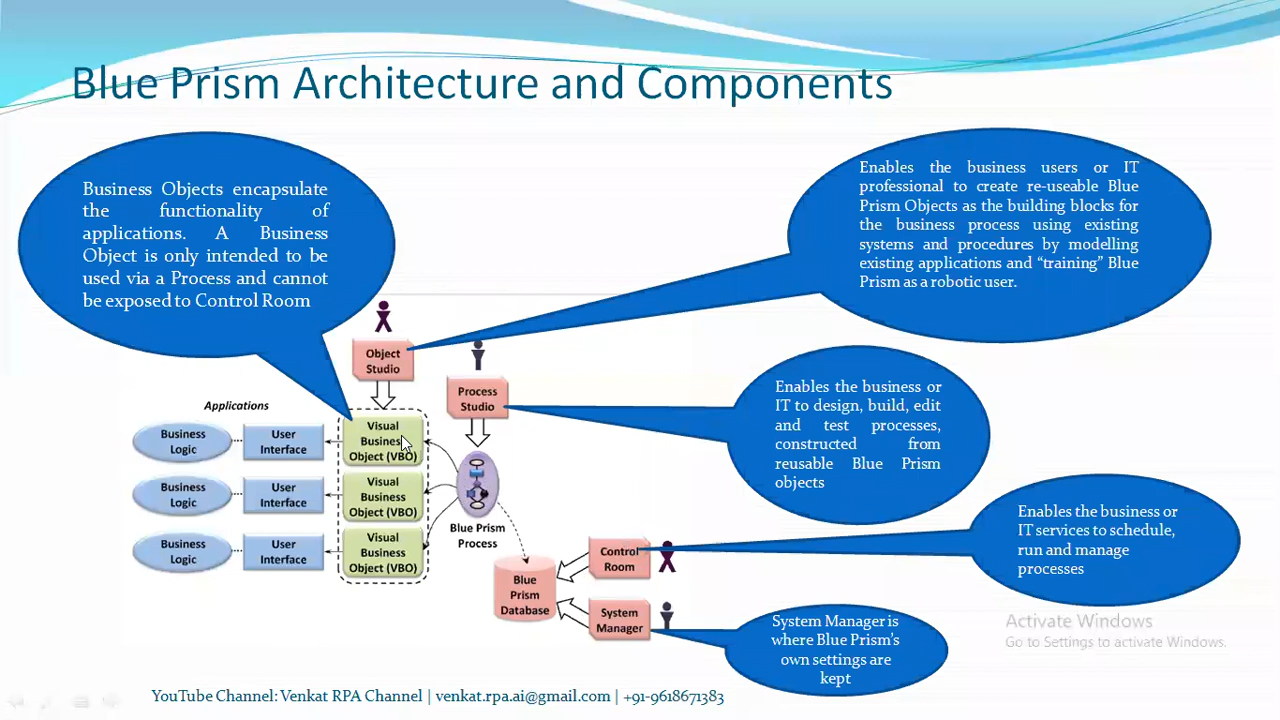 Blue Prism Architecture and Components
Business Objects encapsulate
the functionality of
applications. A Business
Object is only intended to be
used via a Process and cannot
be exposed to Control Room
Enables the business users or IT
professional to create re-useable Blue
Prism Objects as the building blocks for
the business process using existing
systems and procedures by modelling
existing applications and “training” Blue
Prism as a robotic user.
Object
Studio
Process
Studio
Enables the business or
IT to design, build, edit
and test processes,
constructed from
reusable Blue Prism
objects
Applications
Business
Logic
User
Interface
Visual
Business
Object (VBO)
Business
Logic
User
Interface
Visual
Business
Object (VBO)
Business
Logic
User
Interface
Visual
Business
Object (VBO)
Blue Prism
Process
Blue
Prism
Database
Control
Room
System
Manager
Enables the business or
IT services to schedule,
run and manage
processes
System Manager is
where Blue Prism’s
own settings are
kept
Activate Windows
Go to Settings to activate Windows.
YouTube Channel: Venkat RPA Channel | venkat.rpa.ai@gmail.com | +91-9618671383